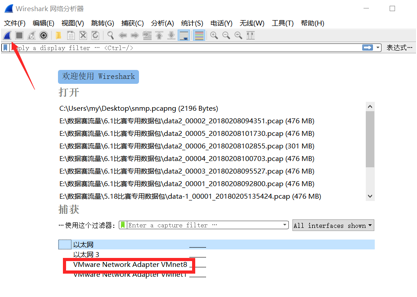 Wireshark 网络分析器
文件(F) 编辑(E) 视图(V) 跳转(G) 捕获(C) 分析(A) 统计(S) 电话(Y) 无线(W) 工具(T) 帮助(H)
Apply a display filter … <Ctrl-/>
表达式…
欢迎使用 Wireshark
打开
C:\Users\my\Desktop\snmp.pcapng (2196 Bytes)
E:\数据赛流量\6.1比赛专用数据包\data2_00002_20180208094351.pcap (476 MB)
E:\数据赛流量\6.1比赛专用数据包\data2_00005_20180208101730.pcap (476 MB)
E:\数据赛流量\6.1比赛专用数据包\data2_00006_20180208102855.pcap (301 MB)
E:\数据赛流量\6.1比赛专用数据包\data2_00004_20180208100703.pcap (476 MB)
E:\数据赛流量\6.1比赛专用数据包\data2_00003_20180208095527.pcap (476 MB)
E:\数据赛流量\6.1比赛专用数据包\data2_00001_20180208092800.pcap (476 MB)
E:\数据赛流量\5.18比赛专用数据包\data-1_00001_20180205135424.pcap (476 MB)
捕获
…使用这个过滤器: Enter a capture filter … All interfaces shown
以太网
以太网 3
VMware Network Adapter VMnet8
VMware Network Adapter VMnet1